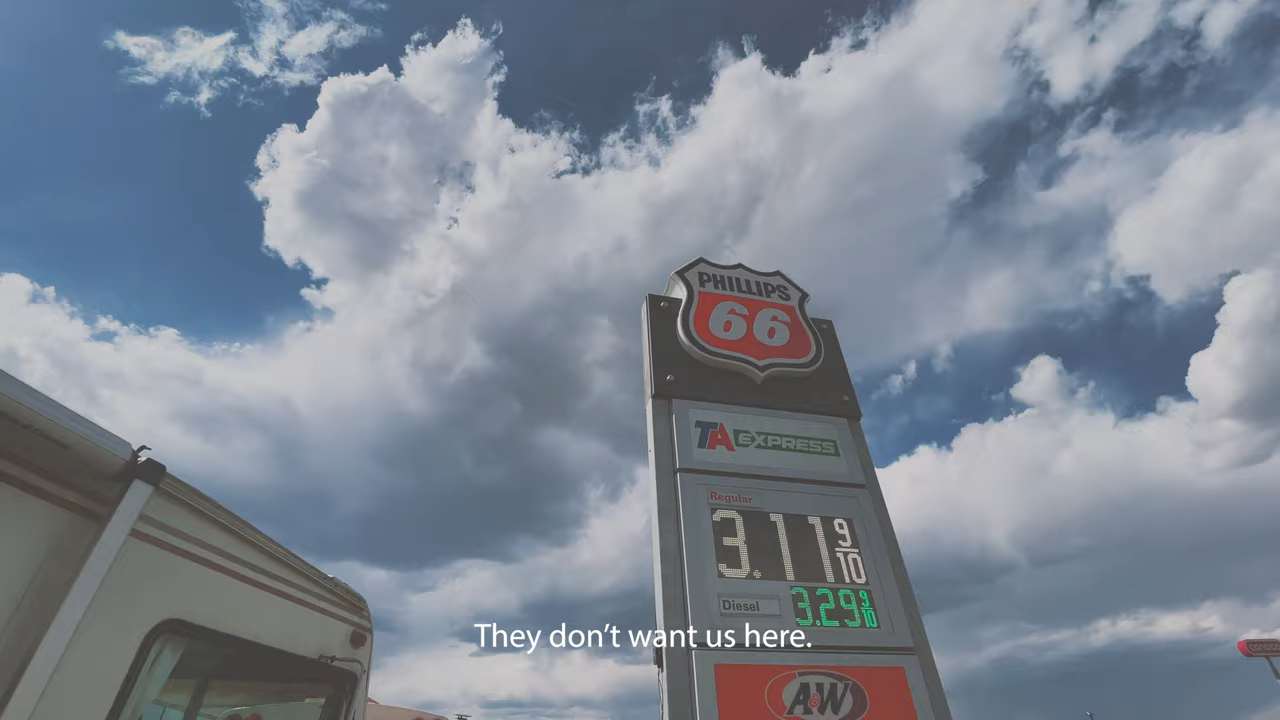 PHILLIPS
66
TA EXPRESS
Regular
3.11 9/10
Diesel
3.29 9/10
They don’t want us here.
A&W
conoco